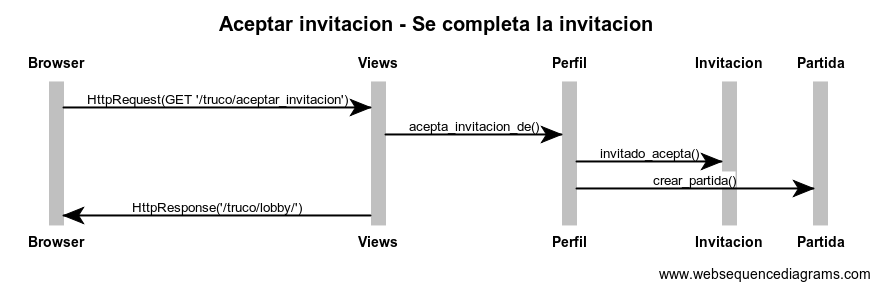 Aceptar invitacion - Se completa la invitacion
Browser Views Perfil Invitacion Partida
HttpRequest(GET '/truco/aceptar_invitacion')
acepta_invitacion_de()
invitado_acepta()
crear_partida()
HttpResponse('/truco/lobby/')
Browser Views Perfil Invitacion Partida
www.websequencediagrams.com